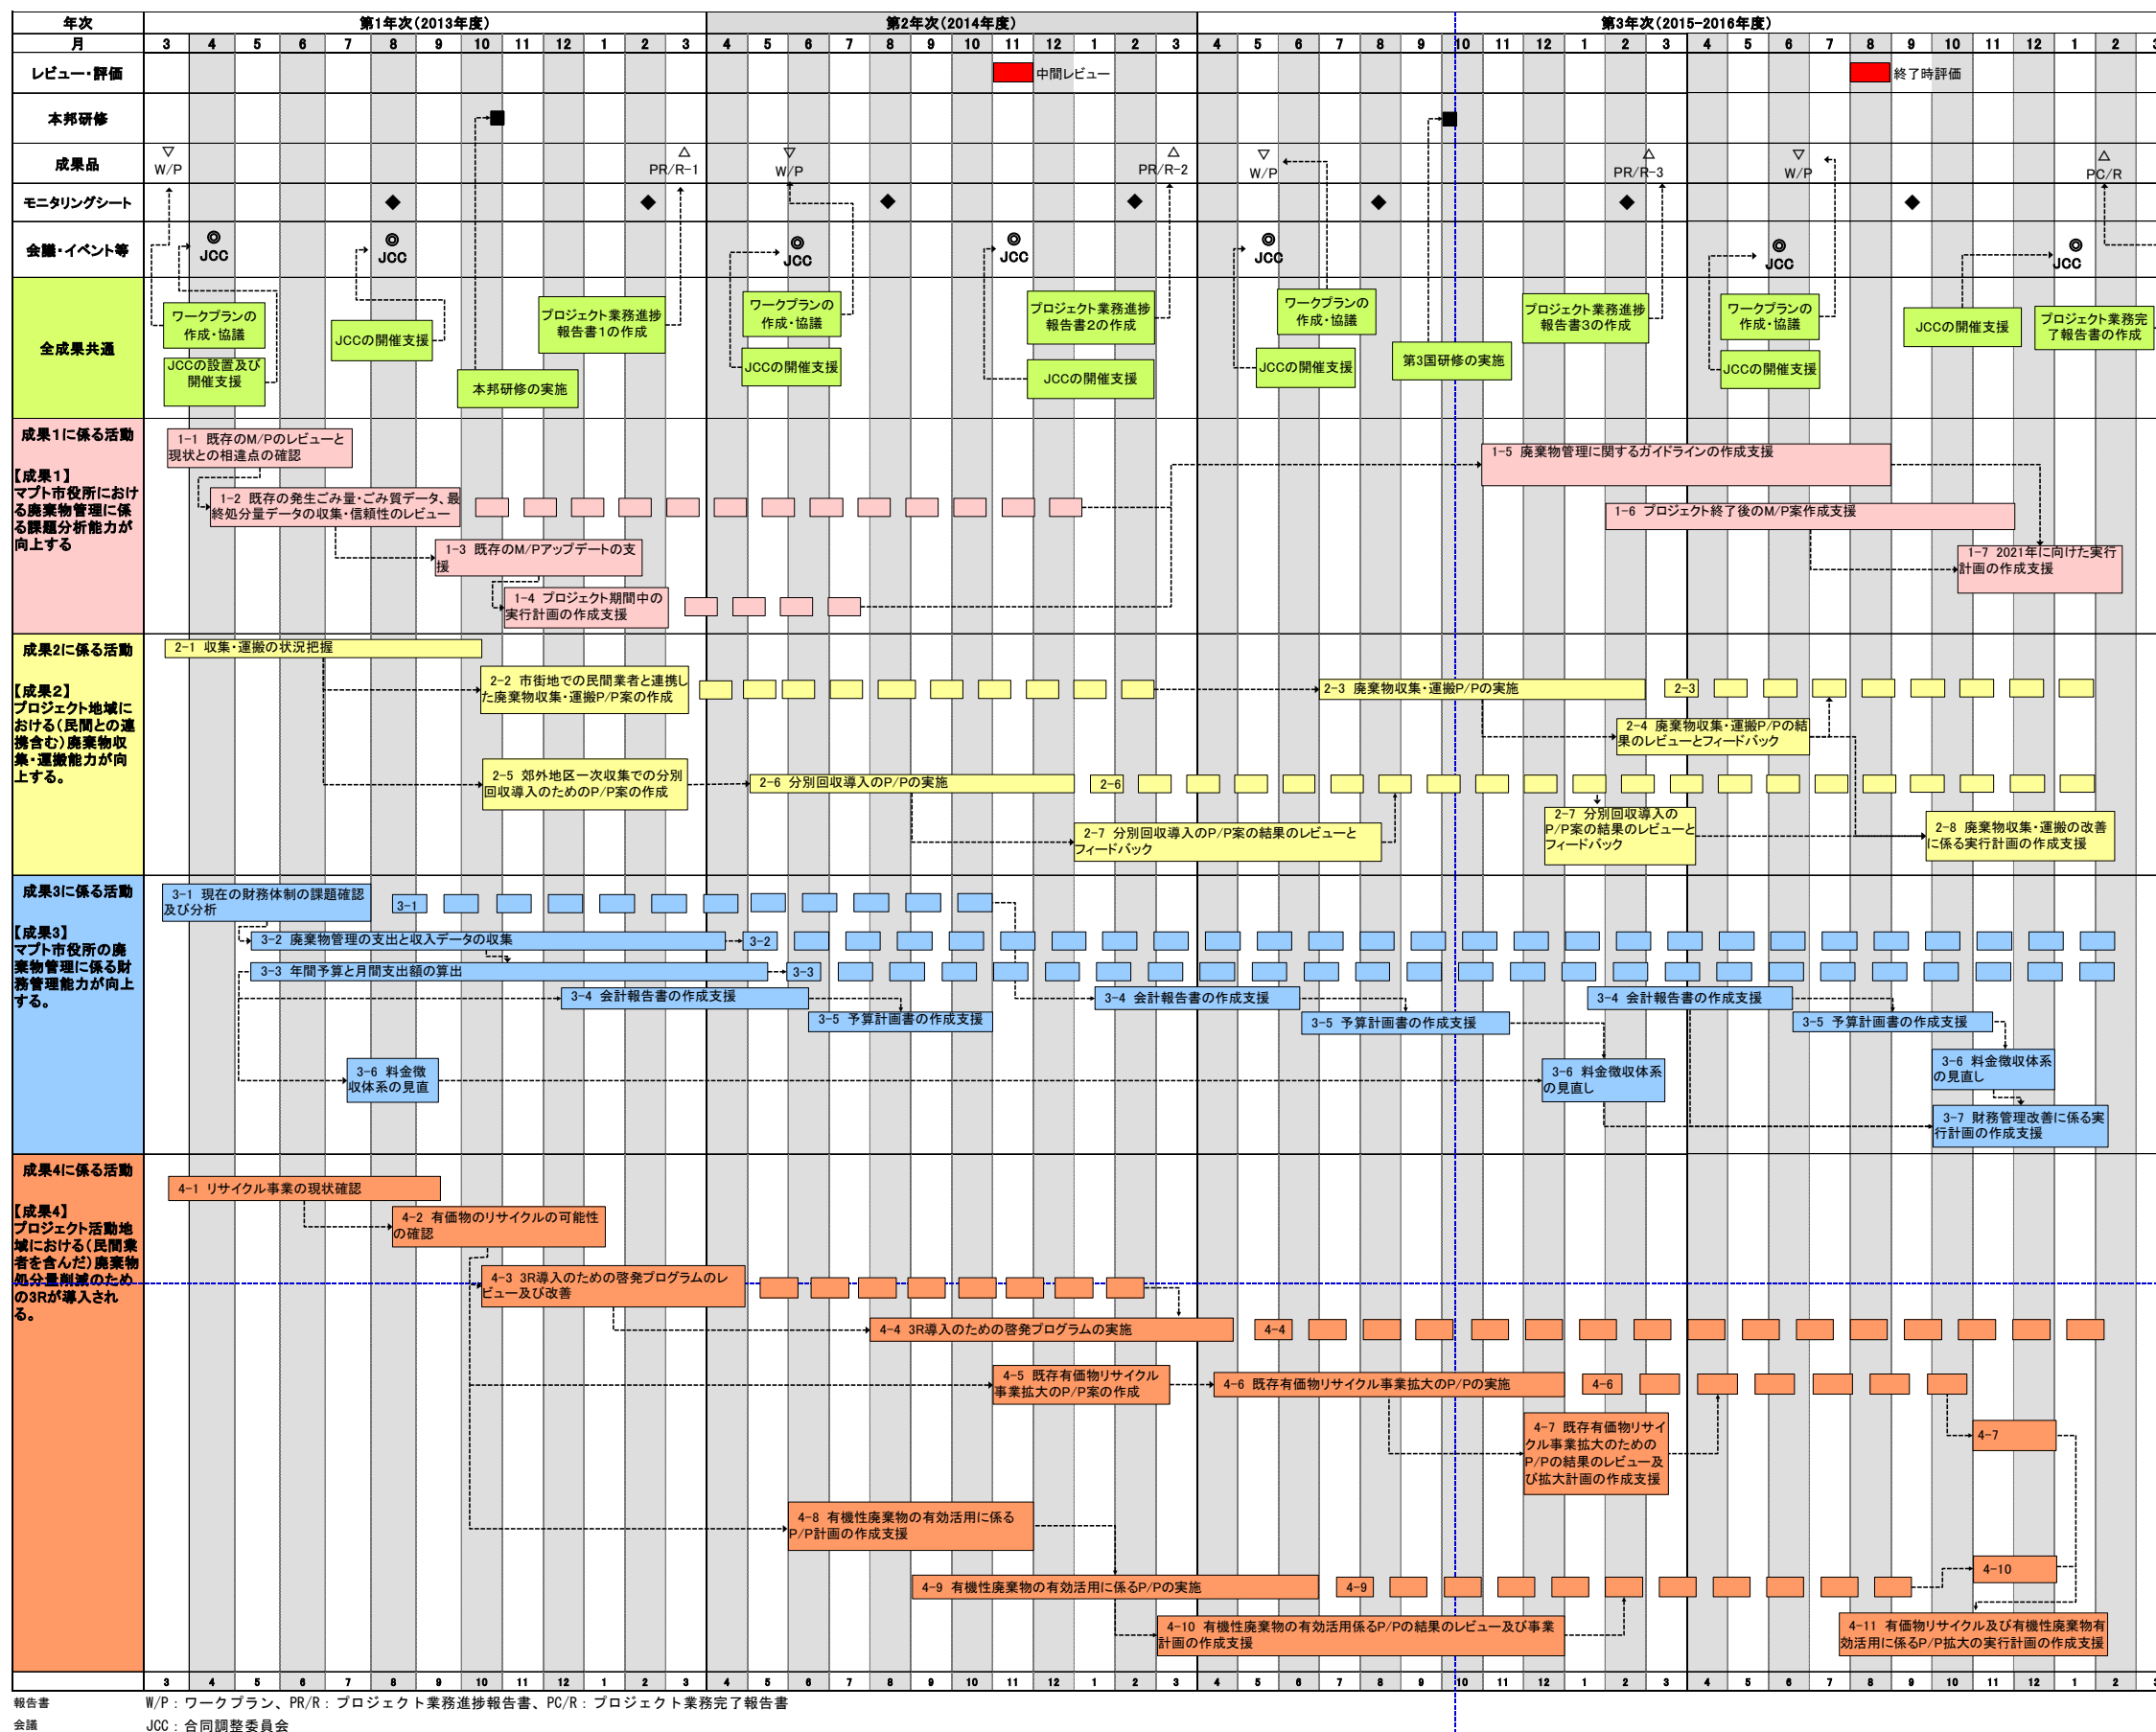 年次 第1年次(2013年度) 第2年次(2014年度) 第3年次(2015-2016年度)
月 3 4 5 6 7 8 9 10 11 12 1 2 3 4 5 6 7 8 9 10 11 12 1 2 3 4 5 6 7 8 9 10 11 12 1 2 3 4 5 6 7 8 9 10 11 12 1 2
レビュー・評価 中間レビュー 終了時評価
本邦研修
成果品
W/P PR/R-1 W/P PR/R-2 W/P PR/R-3 W/P PC/R
モニタリングシート
会議・イベント等
JCC JCC JCC JCC JCC JCC JCC
全成果共通
ワークプランの
作成・協議
JCCの設置及び
開催支援
JCCの開催支援
本邦研修の実施
プロジェクト業務進捗
報告書1の作成
ワークプランの
作成・協議
JCCの開催支援
プロジェクト業務進捗
報告書2の作成
JCCの開催支援
ワークプランの
作成・協議
JCCの開催支援
第3国研修の実施
プロジェクト業務進捗
報告書3の作成
ワークプランの
作成・協議
JCCの開催支援
JCCの開催支援
プロジェクト業務完
了報告書の作成
成果1に係る活動
【成果1】
マプト市役所におけ
る廃棄物管理に係
る課題分析能力が
向上する
1-1 既存のM/Pのレビューと
現状との相違点の確認
1-2 既存の発生ごみ量・ごみ質データ、最
終処分量データの収集・信頼性のレビュー
1-3 既存のM/Pアップデートの支
援
1-4 プロジェクト期間中の
実行計画の作成支援
1-5 廃棄物管理に関するガイドラインの作成支援
1-6 プロジェクト終了後のM/P案作成支援
1-7 2021年に向けた実行
計画の作成支援
成果2に係る活動
【成果2】
プロジェクト地域に
おける(民間との連
携含む)廃棄物収
集・運搬能力が向
上する。
2-1 収集・運搬の状況把握
2-2 市街地での民間業者と連携し
た廃棄物収集・運搬P/P案の作成
2-3 廃棄物収集・運搬P/Pの実施
2-3
2-4 廃棄物収集・運搬P/Pの結
果のレビューとフィードバック
2-5 郊外地区一次収集での分別
回収導入のためのP/P案の作成
2-6 分別回収導入のP/Pの実施
2-6
2-7 分別回収導入のP/P案の結果のレビューと
フィードバック
2-7 分別回収導入の
P/P案の結果のレビューと
フィードバック
2-8 廃棄物収集・運搬の改善
に係る実行計画の作成支援
成果3に係る活動
【成果3】
マプト市役所の廃
棄物管理に係る財
務管理能力が向上
する。
3-1 現在の財務体制の課題確認
及び分析
3-1
3-2 廃棄物管理の支出と収入データの収集
3-2
3-3 年間予算と月間支出額の算出
3-3
3-4 会計報告書の作成支援
3-4 会計報告書の作成支援
3-4 会計報告書の作成支援
3-5 予算計画書の作成支援
3-5 予算計画書の作成支援
3-5 予算計画書の作成支援
3-6 料金徴
収体系の見直
3-6 料金徴収体系
の見直し
3-6 料金徴収体系
の見直し
3-7 財務管理改善に係る実
行計画の作成支援
成果4に係る活動
【成果4】
プロジェクト活動地
域における(民間業
者を含んだ)廃棄物
処分量削減のため
の3Rが導入され
る。
4-1 リサイクル事業の現状確認
4-2 有価物のリサイクルの可能性
の確認
4-3 3R導入のための啓発プログラムのレ
ビュー及び改善
4-4 3R導入のための啓発プログラムの実施
4-4
4-5 既存有価物リサイクル
事業拡大のP/P案の作成
4-6 既存有価物リサイクル事業拡大のP/Pの実施
4-6
4-7 既存有価物リサイ
クル事業拡大のための
P/Pの結果のレビュー及
び拡大計画の作成支援
4-7
4-8 有機性廃棄物の有効活用に係る
P/P計画の作成支援
4-9 有機性廃棄物の有効活用に係るP/Pの実施
4-9
4-10
4-10 有機性廃棄物の有効活用係るP/Pの結果のレビュー及び事業
計画の作成支援
4-11 有価物リサイクル及び有機性廃棄物有
効活用に係るP/P拡大の実行計画の作成支援
3 4 5 6 7 8 9 10 11 12 1 2 3 4 5 6 7 8 9 10 11 12 1 2 3 4 5 6 7 8 9 10 11 12 1 2 3 4 5 6 7 8 9 10 11 12 1 2
報告書 W/P：ワークプラン、PR/R：プロジェクト業務進捗報告書、PC/R：プロジェクト業務完了報告書
会議 JCC：合同調整委員会